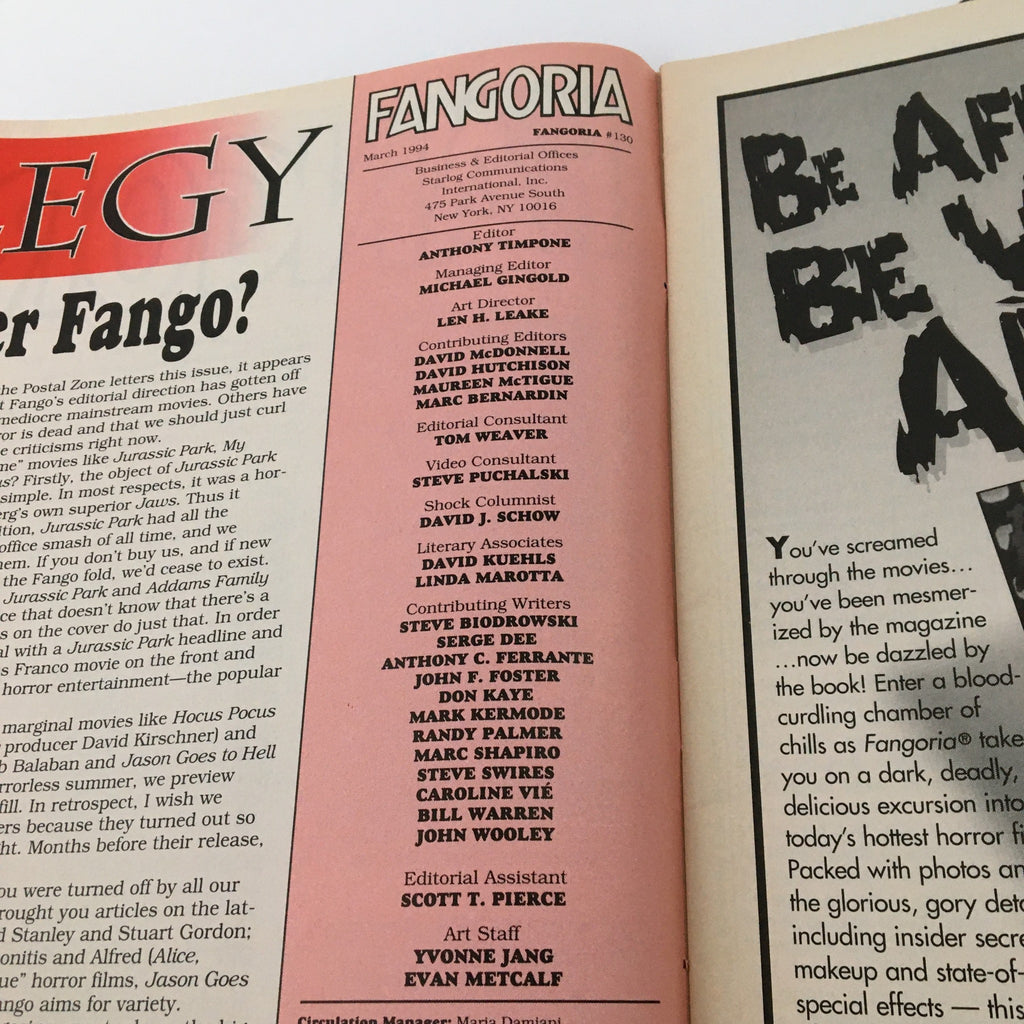 EGY
er Fango?
the Postal Zone letters this issue, it appears
t Fango's editorial direction has gotten off
mediocre mainstream movies. Others have
ror is dead and that we should just curl
e criticisms right now.
me" movies like Jurassic Park, My
us? Firstly, the object of Jurassic Park
simple. In most respects, it was a hor-
erg's own superior Jaws. Thus it
ition, Jurassic Park had all the
office smash of all time, and we
hem. If you don't buy us, and if new
the Fango fold, we'd cease to exist.
Jurassic Park and Addams Family
ce that doesn't know that there's a
s on the cover do just that. In order
al with a Jurassic Park headline and
s Franco movie on the front and
horror entertainment—the popular
marginal movies like Hocus Pocus
producer David Kirschner) and
b Balaban and Jason Goes to Hell
rrorless summer, we preview
fill. In retrospect, I wish we
ers because they turned out so
ht. Months before their release,
ou were turned off by all our
rought you articles on the lat-
d Stanley and Stuart Gordon;
onitis and Alfred (Alice,
ue" horror films, Jason Goes
ango aims for variety.
FANGORIA
FANGORIA #130
March 1994
Business & Editorial Offices
Starlog Communications
International, Inc.
475 Park Avenue South
New York, NY 10016
Editor
ANTHONY TIMPONE
Managing Editor
MICHAEL GINGOLD
Art Director
LEN H. LEAKE
Contributing Editors
DAVID McDONNELL
DAVID HUTCHISON
MAUREEN McTIGUE
MARC BERNARDIN
Editorial Consultant
TOM WEAVER
Video Consultant
STEVE PUCHALSKI
Shock Columnist
DAVID J. SCHOW
Literary Associates
DAVID KUEHLS
LINDA MAROTTA
Contributing Writers
STEVE BIODROWSKI
SERGE DEE
ANTHONY C. FERRANTE
JOHN F. FOSTER
DON KAYE
MARK KERMODE
RANDY PALMER
MARC SHAPIRO
STEVE SWIRES
CAROLINE VIÉ
BILL WARREN
JOHN WOOLEY
Editorial Assistant
SCOTT T. PIERCE
Art Staff
YVONNE JANG
EVAN METCALF
Circulation Manager: Maria Damiani
BE AF
BE
A
You've screamed
through the movies...
you've been mesmer-
ized by the magazine
...now be dazzled by
the book! Enter a blood-
curdling chamber of
chills as Fangoria® take
you on a dark, deadly,
delicious excursion into
today's hottest horror fi
Packed with photos an
the glorious, gory deta
including insider secre
makeup and state-of-
special effects — this